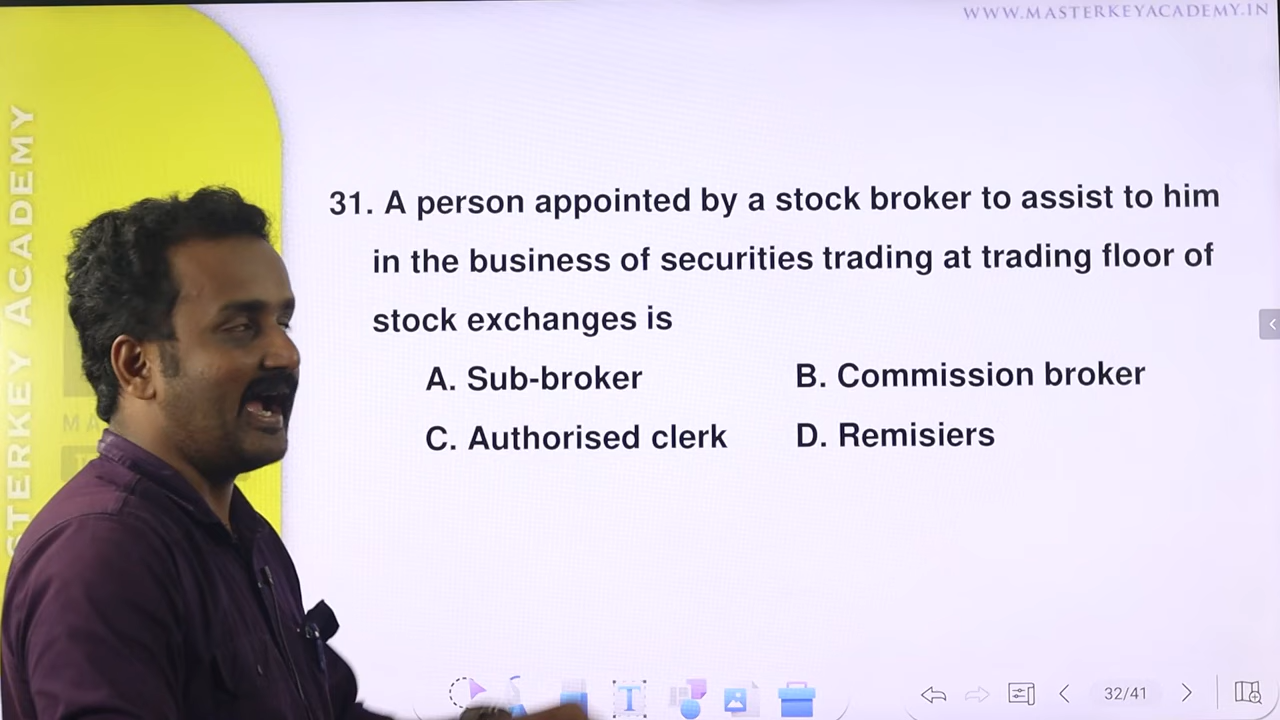 WWW.MASTERKEYACADEMY.IN
STERKEY ACADEMY
31. A person appointed by a stock broker to assist to him
in the business of securities trading at trading floor of
stock exchanges is
A. Sub-broker B. Commission broker
C. Authorised clerk D. Remisiers
32/41